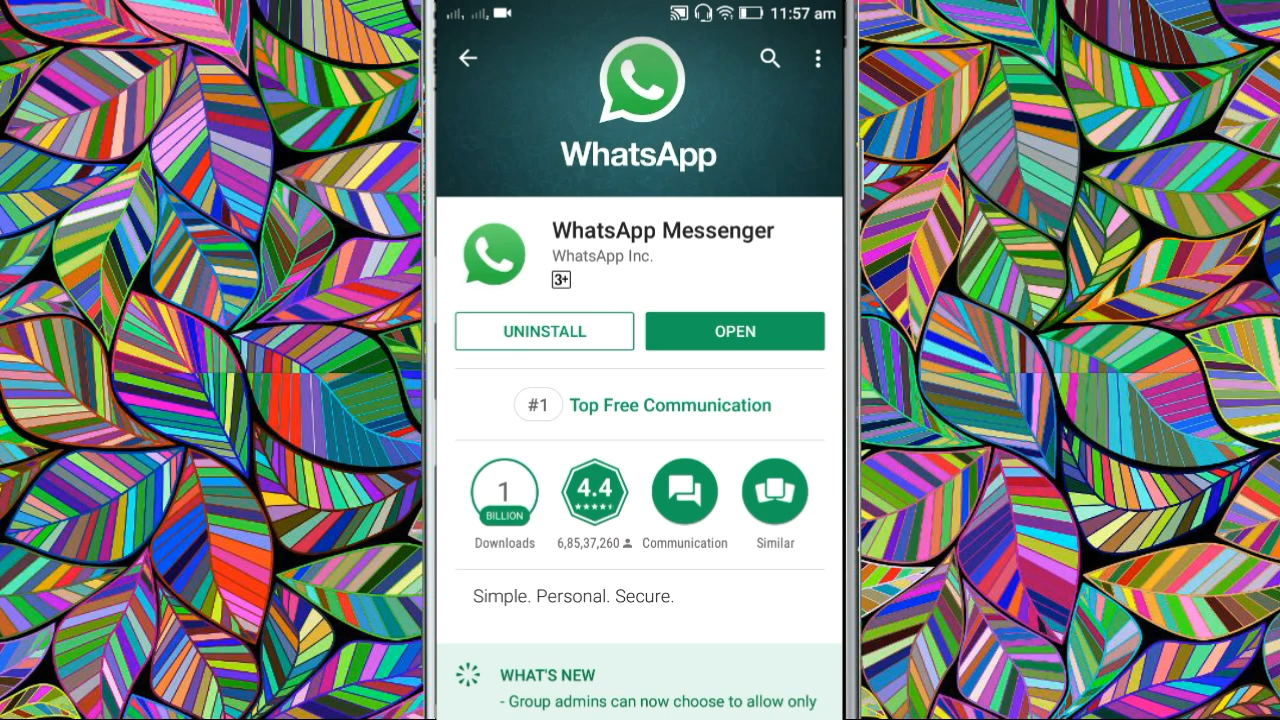 11:57 am
WhatsApp
WhatsApp Messenger
WhatsApp Inc.
3+
UNINSTALL OPEN
#1 Top Free Communication
1 BILLION 4.4
Downloads 6,85,37,260 Communication Similar
Simple. Personal. Secure.
WHAT'S NEW
- Group admins can now choose to allow only